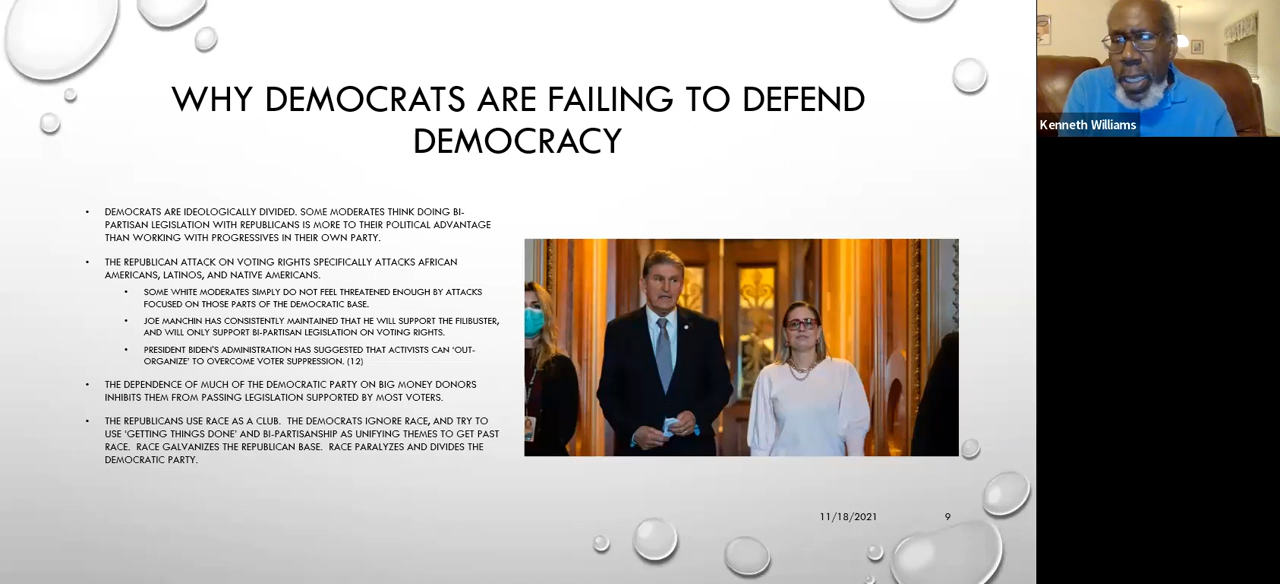 WHY DEMOCRATS ARE FAILING TO DEFEND
DEMOCRACY
• DEMOCRATS ARE IDEOLOGICALLY DIVIDED. SOME MODERATES THINK DOING BI-
PARTISAN LEGISLATION WITH REPUBLICANS IS MORE TO THEIR POLITICAL ADVANTAGE
THAN WORKING WITH PROGRESSIVES IN THEIR OWN PARTY.
• THE REPUBLICAN ATTACK ON VOTING RIGHTS SPECIFICALLY ATTACKS AFRICAN
AMERICANS, LATINOS, AND NATIVE AMERICANS.
• SOME WHITE MODERATES SIMPLY DO NOT FEEL THREATENED ENOUGH BY ATTACKS
FOCUSED ON THOSE PARTS OF THE DEMOCRATIC BASE.
• JOE MANCHIN HAS CONSISTENTLY MAINTAINED THAT HE WILL SUPPORT THE FILIBUSTER,
AND WILL ONLY SUPPORT BI-PARTISAN LEGISLATION ON VOTING RIGHTS.
• PRESIDENT BIDEN'S ADMINISTRATION HAS SUGGESTED THAT ACTIVISTS CAN 'OUT-
ORGANIZE' TO OVERCOME VOTER SUPPRESSION. (12)
• THE DEPENDENCE OF MUCH OF THE DEMOCRATIC PARTY ON BIG MONEY DONORS
INHIBITS THEM FROM PASSING LEGISLATION SUPPORTED BY MOST VOTERS.
• THE REPUBLICANS USE RACE AS A CLUB. THE DEMOCRATS IGNORE RACE, AND TRY TO
USE 'GETTING THINGS DONE' AND BI-PARTISANSHIP AS UNIFYING THEMES TO GET PAST
RACE. RACE GALVANIZES THE REPUBLICAN BASE. RACE PARALYZES AND DIVIDES THE
DEMOCRATIC PARTY.
11/18/2021 9
Kenneth Williams